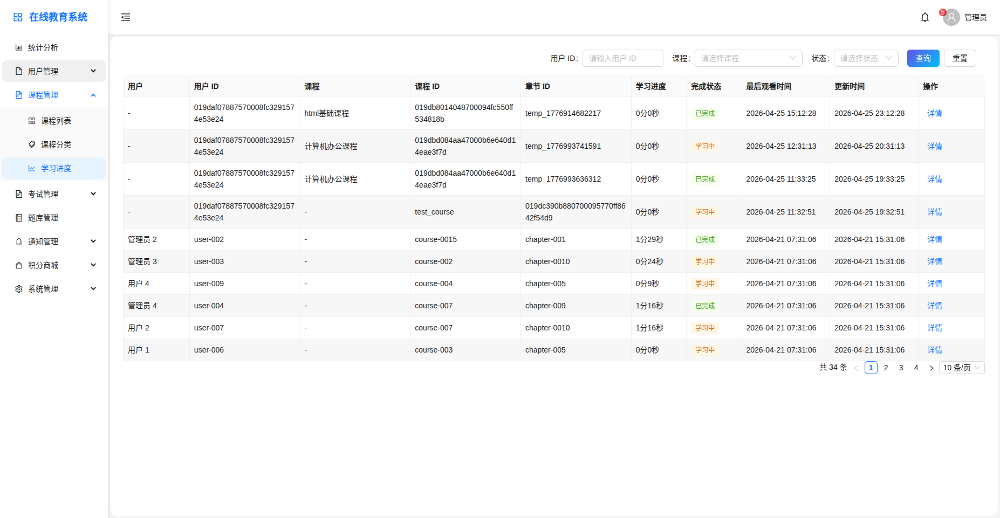 在线教育系统
5
管理员
统计分析
用户管理
课程管理
课程列表
课程分类
学习进度
考试管理
题库管理
通知管理
积分商城
系统管理
用户 ID: 请输入用户 ID 课程: 请选择课程 状态: 请选择状态 查询 重置
用户 用户 ID 课程 课程 ID 章节 ID 学习进度 完成状态 最后观看时间 更新时间 操作
- 019daf07887570008fc3291574e53e24 html基础课程 019db8014048700094fc550ff534818b temp_1776914682217 0分0秒 已完成 2026-04-25 15:12:28 2026-04-25 23:12:28 详情
- 019daf07887570008fc3291574e53e24 计算机办公课程 019dbd084aa47000b6e640d14eae3f7d temp_1776993741591 0分0秒 学习中 2026-04-25 12:31:13 2026-04-25 20:31:13 详情
- 019daf07887570008fc3291574e53e24 计算机办公课程 019dbd084aa47000b6e640d14eae3f7d temp_1776993636312 0分0秒 已完成 2026-04-25 11:33:25 2026-04-25 19:33:25 详情
- 019daf07887570008fc3291574e53e24 - test_course 019dc390b880700095770ff8642f54d9 0分0秒 学习中 2026-04-25 11:32:51 2026-04-25 19:32:51 详情
管理员 2 user-002 - course-0015 chapter-001 1分29秒 已完成 2026-04-21 07:31:06 2026-04-21 15:31:06 详情
管理员 3 user-003 - course-002 chapter-0010 0分24秒 学习中 2026-04-21 07:31:06 2026-04-21 15:31:06 详情
用户 4 user-009 - course-004 chapter-005 0分9秒 学习中 2026-04-21 07:31:06 2026-04-21 15:31:06 详情
管理员 4 user-004 - course-007 chapter-009 1分16秒 已完成 2026-04-21 07:31:06 2026-04-21 15:31:06 详情
用户 2 user-007 - course-007 chapter-0010 1分16秒 学习中 2026-04-21 07:31:06 2026-04-21 15:31:06 详情
用户 1 user-006 - course-003 chapter-005 0分0秒 学习中 2026-04-21 07:31:06 2026-04-21 15:31:06 详情
共 34 条 1 2 3 4 10 条/页